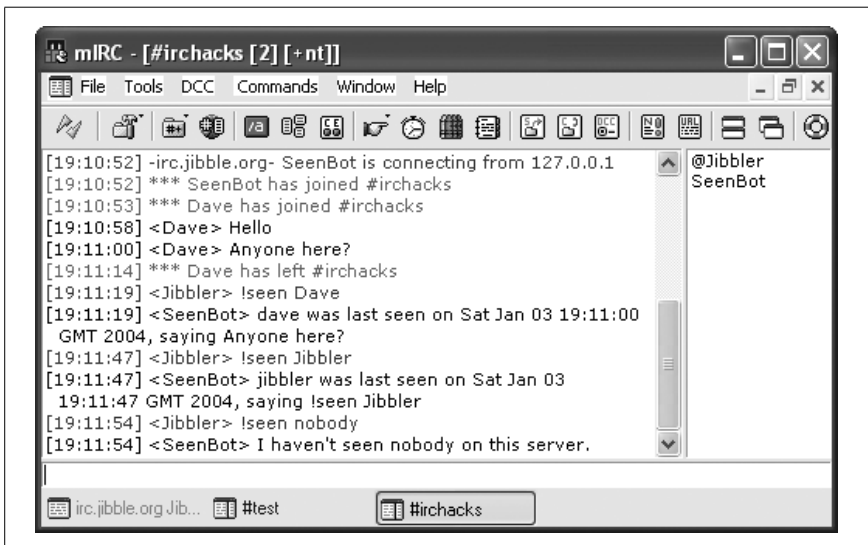 mIRC - [#irchacks [2] [+nt]]
File Tools DCC Commands Window Help
[19:10:52] -irc.jibble.org- SeenBot is connecting from 127.0.0.1
[19:10:52] *** SeenBot has joined #irchacks
[19:10:53] *** Dave has joined #irchacks
[19:10:58] <Dave> Hello
[19:11:00] <Dave> Anyone here?
[19:11:14] *** Dave has left #irchacks
[19:11:19] <Jibbler> !seen Dave
[19:11:19] <SeenBot> dave was last seen on Sat Jan 03 19:11:00
GMT 2004, saying Anyone here?
[19:11:47] <Jibbler> !seen Jibbler
[19:11:47] <SeenBot> jibbler was last seen on Sat Jan 03
19:11:47 GMT 2004, saying !seen Jibbler
[19:11:54] <Jibbler> !seen nobody
[19:11:54] <SeenBot> I haven't seen nobody on this server.
@Jibbler
SeenBot
irc.jibble.org Jib... #test #irchacks